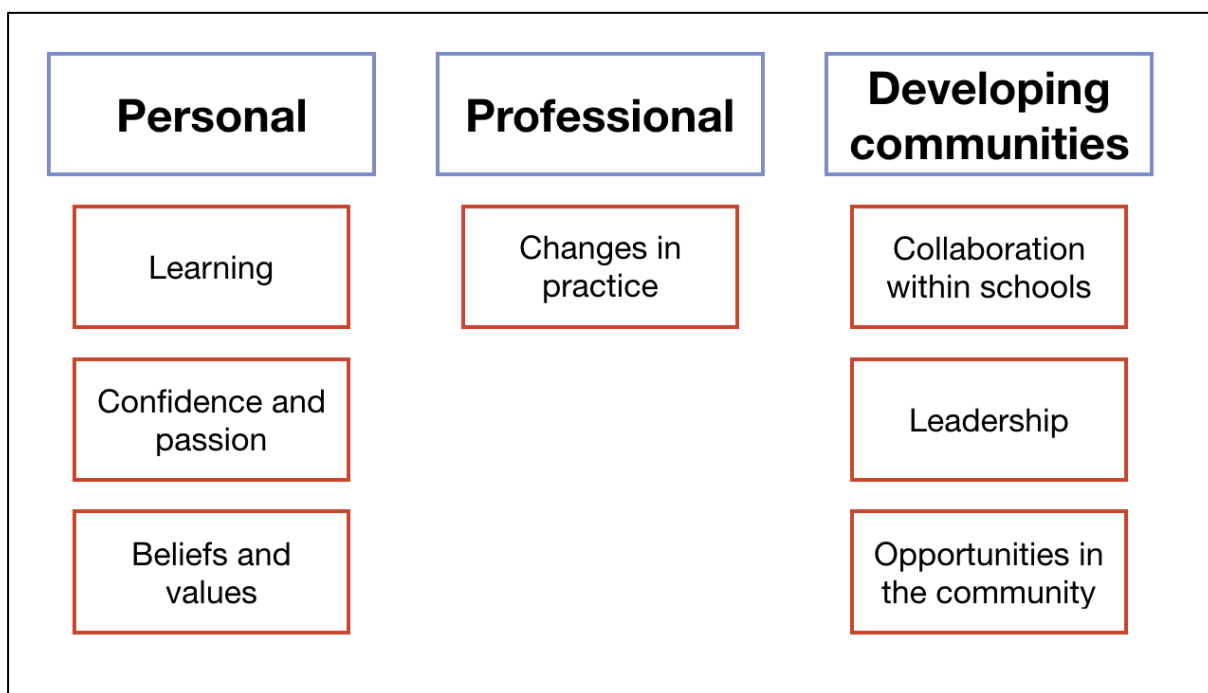 Personal
Learning
Confidence and
passion
Beliefs and
values
Professional
Changes in
practice
Developing
communities
Collaboration
within schools
Leadership
Opportunities in
the community